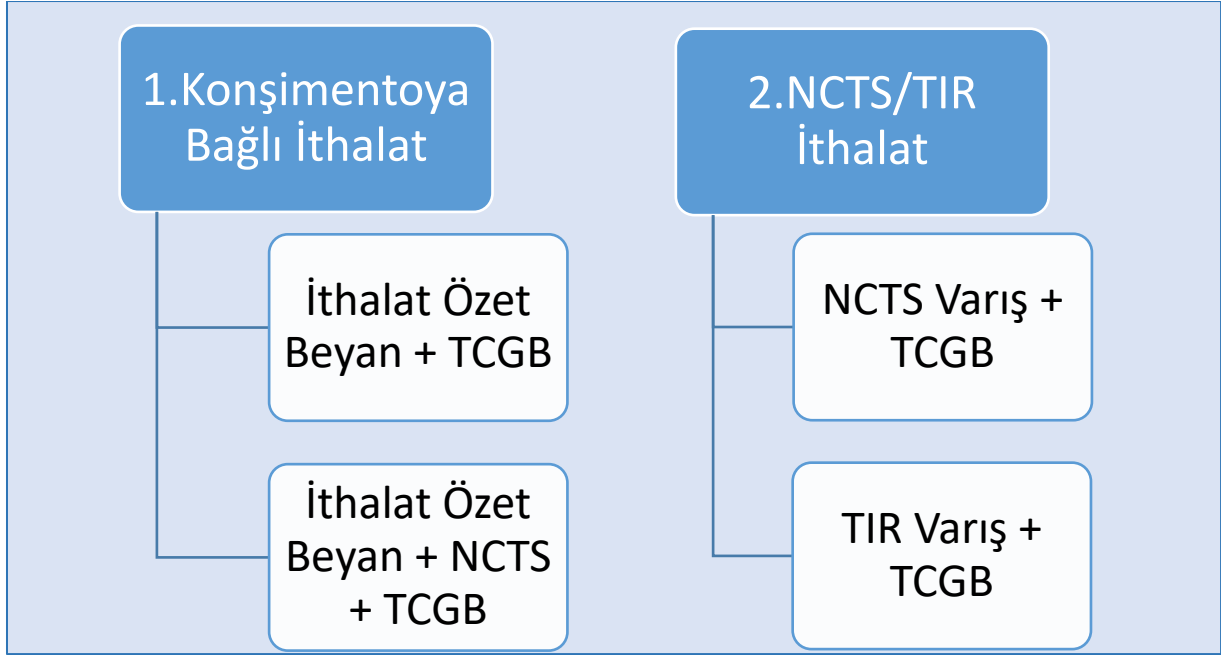 1.Konşimentoya
Bağlı İthalat
İthalat Özet
Beyan + TCGB
İthalat Özet
Beyan + NCTS
+ TCGB
2.NCTS/TIR
İthalat
NCTS Varış +
TCGB
TIR Varış +
TCGB